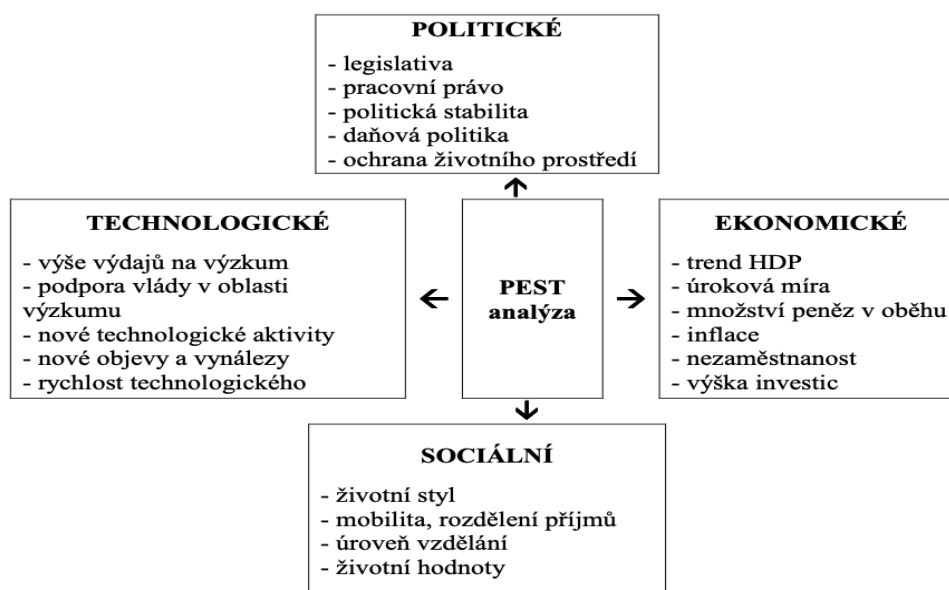 POLITICKÉ
- legislativa
- pracovní právo
- politická stabilita
- daňová politika
- ochrana životního prostředí
TECHNOLOGICKÉ
- výše výdajů na výzkum
- podpora vlády v oblasti
výzkumu
- nové technologické aktivity
- nové objevy a vynálezy
- rychlost technologického
PEST
analýza
EKONOMICKÉ
- trend HDP
- úroková míra
- množství peněz v oběhu
- inflace
- nezaměstnanost
- výška investic
SOCIÁLNÍ
- životní styl
- mobilita, rozdělení příjmů
- úroveň vzdělání
- životní hodnoty